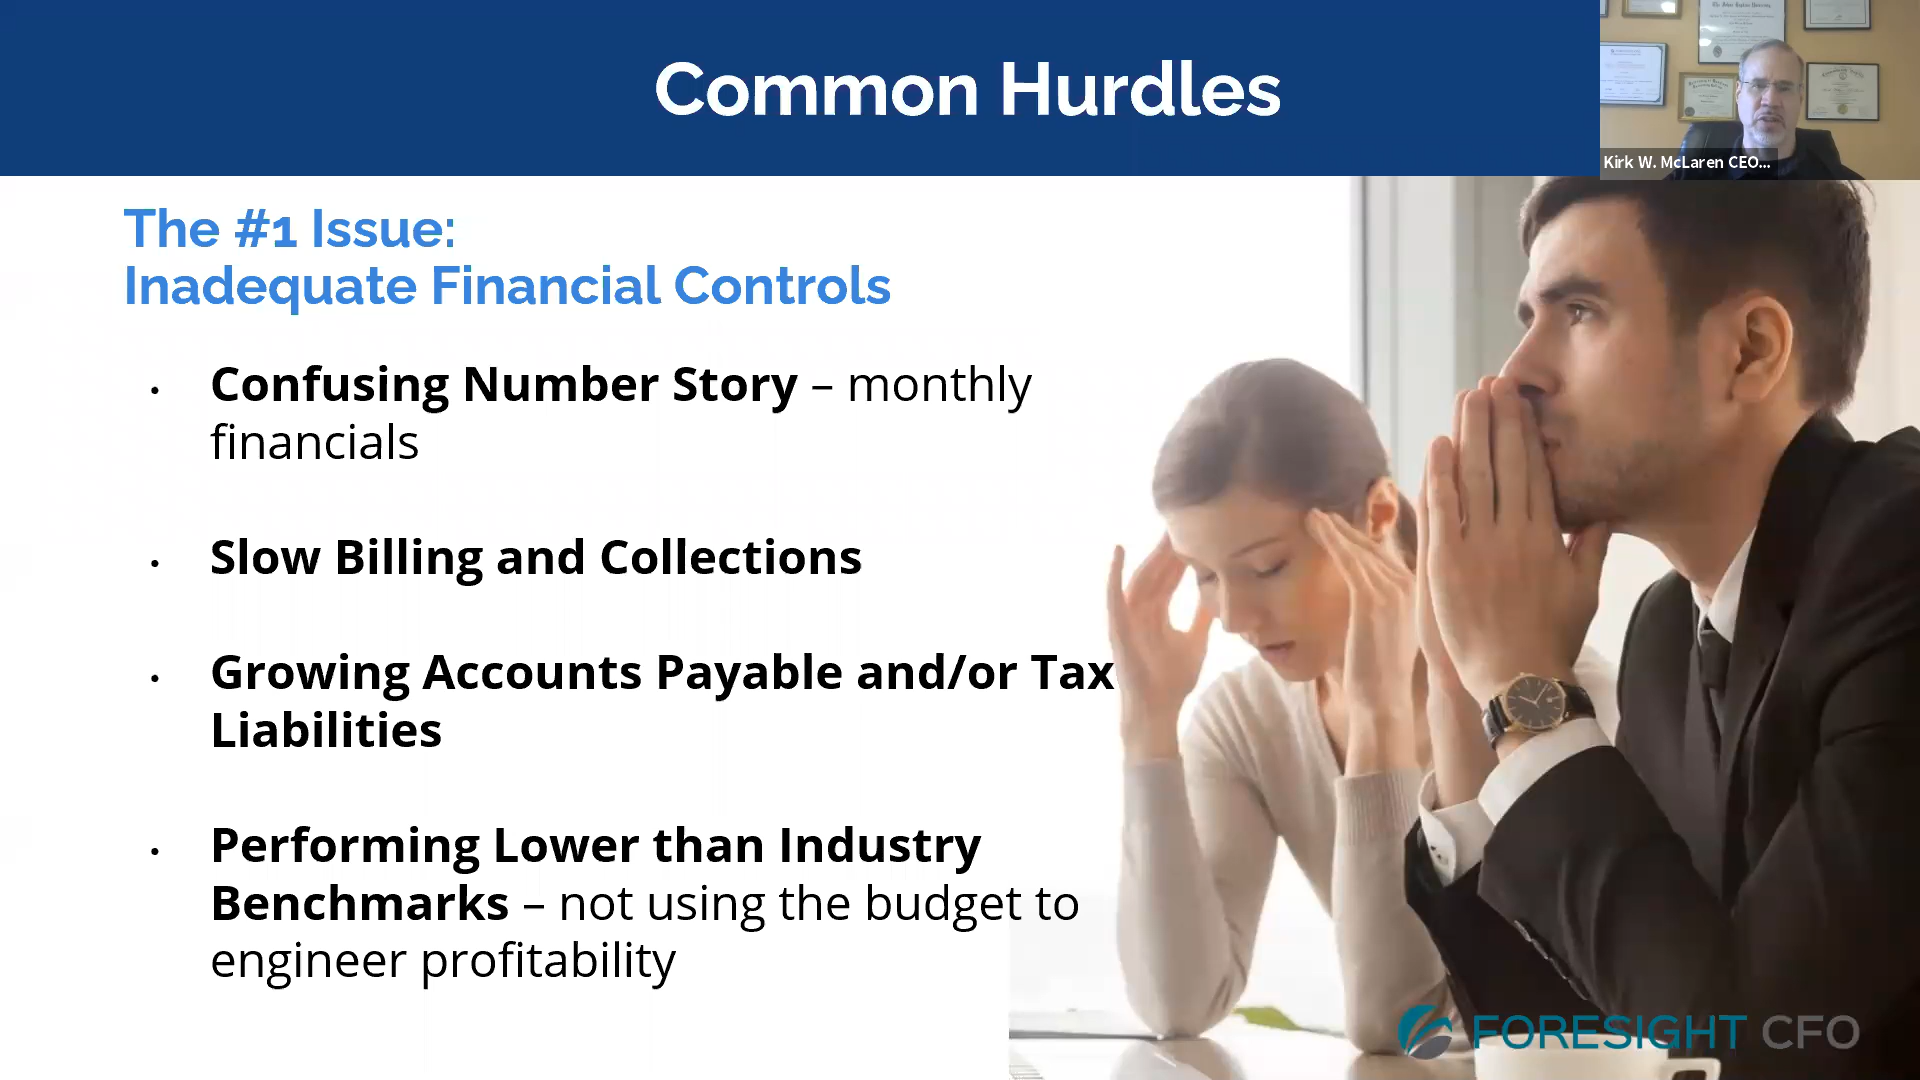 Common Hurdles
Kirk W. McLaren CEO...
The #1 Issue:
Inadequate Financial Controls
• Confusing Number Story – monthly
financials
• Slow Billing and Collections
• Growing Accounts Payable and/or Tax
Liabilities
• Performing Lower than Industry
Benchmarks – not using the budget to
engineer profitability
FORESIGHT CFO